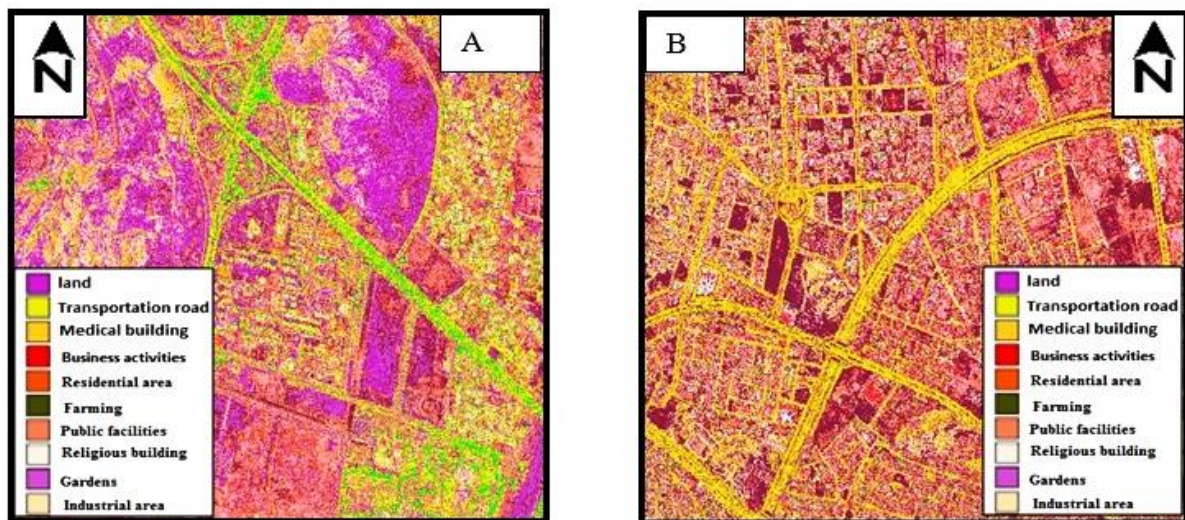 A
N
land
Transportation road
Medical building
Business activities
Residential area
Farming
Public facilities
Religious building
Gardens
Industrial area
B
N
land
Transportation road
Medical building
Business activities
Residential area
Farming
Public facilities
Religious building
Gardens
Industrial area